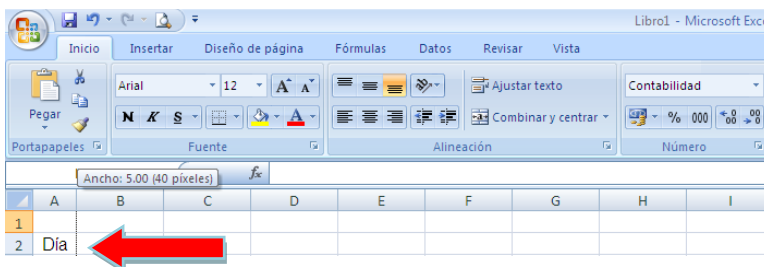 Libro1 - Microsoft Exc
Inicio Insertar Diseño de página Fórmulas Datos Revisar Vista
Pegar
Arial 12 A A Ajustar texto Contabilidad
N K S A Combinar y centrar % 000
Portapapeles Fuente Alineación Número
Ancho: 5.00 (40 píxeles) fx
A B C D E F G H I
1
2 Día